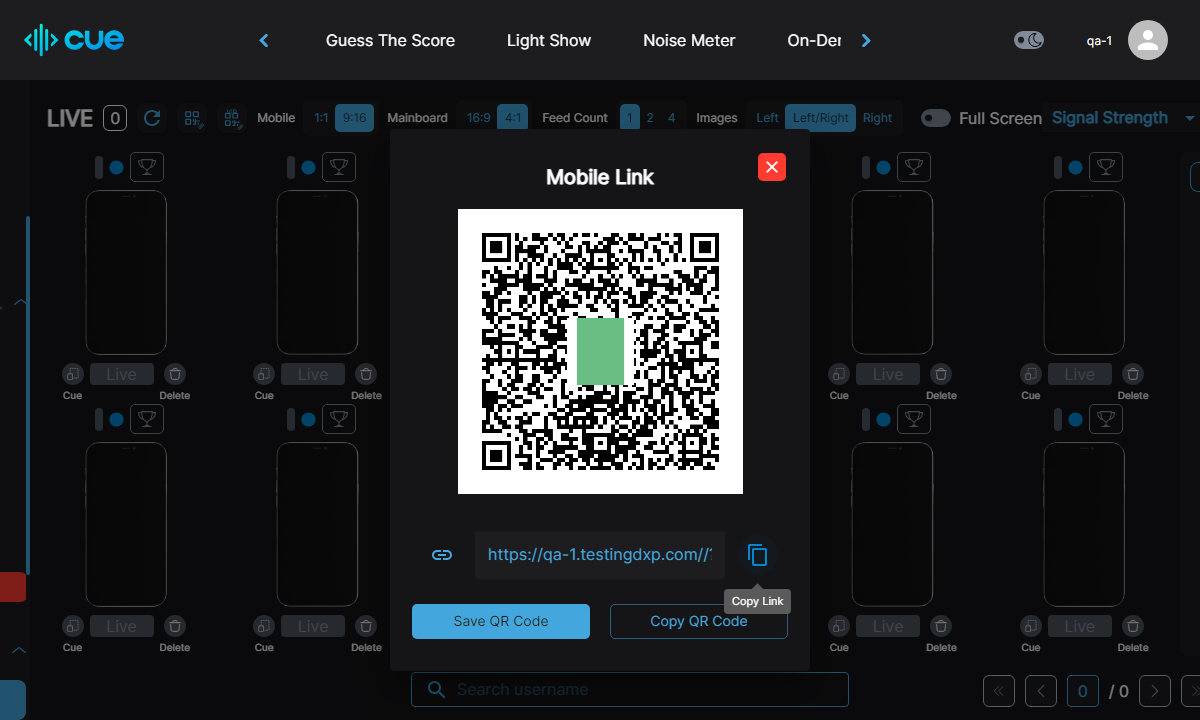 cue
Guess The Score
Light Show
Noise Meter
On-Der
qa-1
LIVE 0
Mobile 1:1 9:16
Mainboard 16:9 4:1
Feed Count 1 2 4
Images Left Left/Right Right
Full Screen
Signal Strength
Mobile Link
Live Live Live Live
Cue Delete Cue Delete Cue Delete Cue Delete
https://qa-1.testingdxp.com//
Copy Link
Save QR Code
Copy QR Code
Live Live Live Live
Cue Delete Cue Delete Cue Delete Cue Delete
Search username
0 / 0